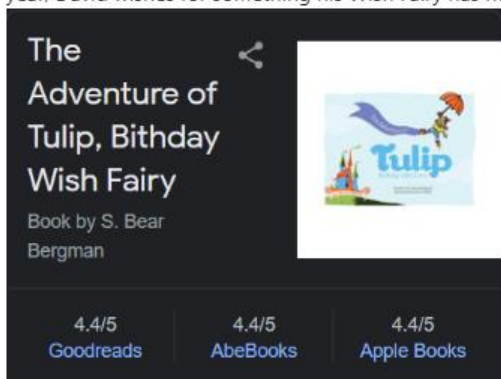 The
Adventure of
Tulip, Bithday
Wish Fairy
Book by S. Bear
Bergman
Tulip
4.4/5 4.4/5 4.4/5
Goodreads AbeBooks Apple Books